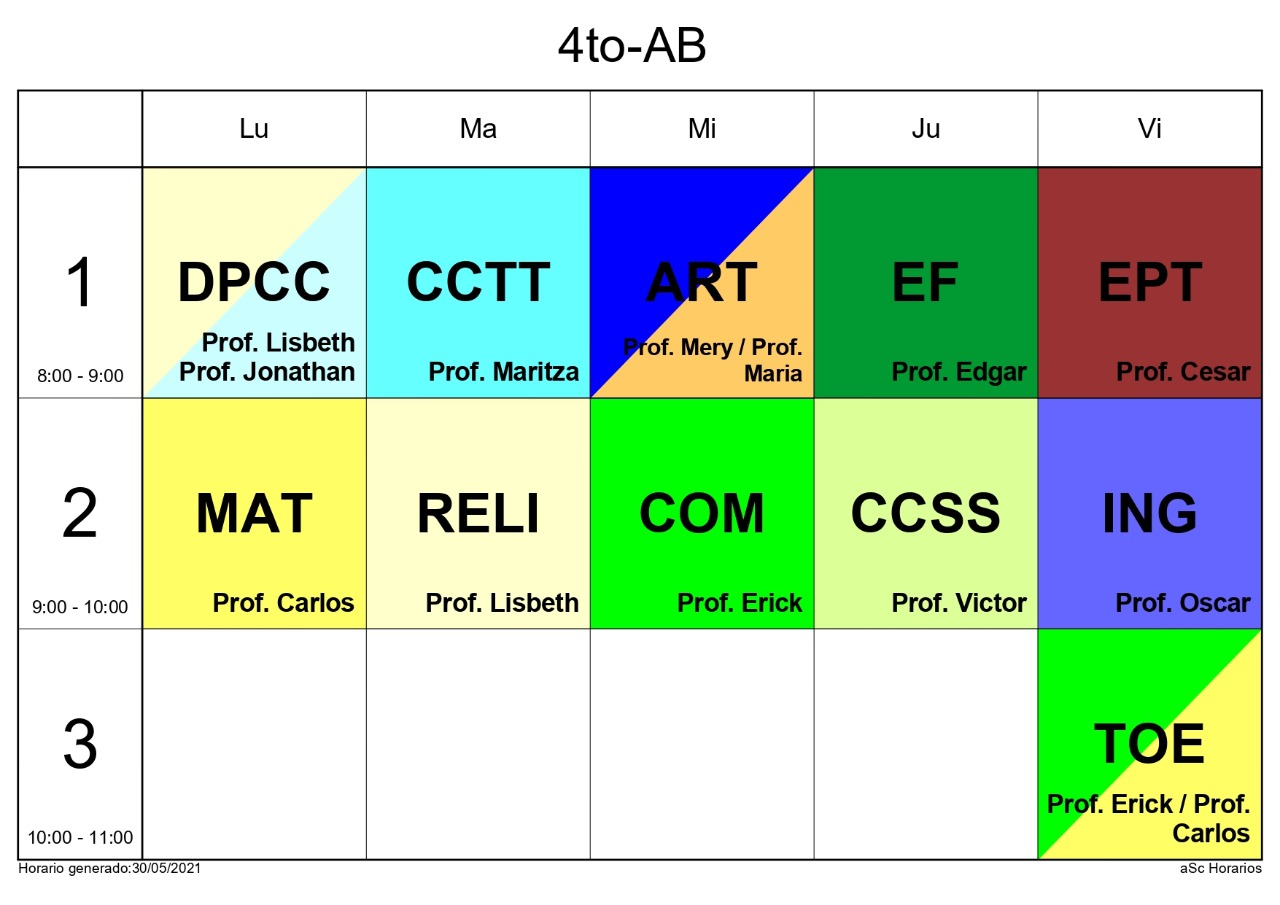 4to-AB
Lu Ma Mi Ju Vi
1
8:00 - 9:00
DPCC
Prof. Lisbeth
Prof. Jonathan
CCTT
Prof. Maritza
ART
Prof. Mery / Prof.
Maria
EF
Prof. Edgar
EPT
Prof. Cesar
2
9:00 - 10:00
MAT
Prof. Carlos
RELI
Prof. Lisbeth
COM
Prof. Erick
CCSS
Prof. Victor
ING
Prof. Oscar
3
10:00 - 11:00
TOE
Prof. Erick / Prof.
Carlos
Horario generado:30/05/2021
aSc Horarios